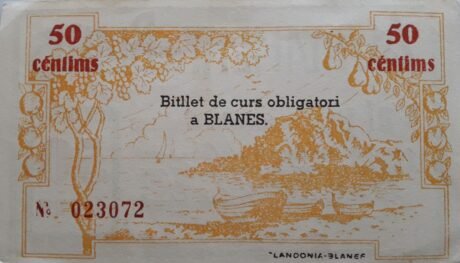 50
cèntims
50
cèntims
Bitllet de curs obligatori
a BLANES.
No. 023072
LANDONIA-BLANES